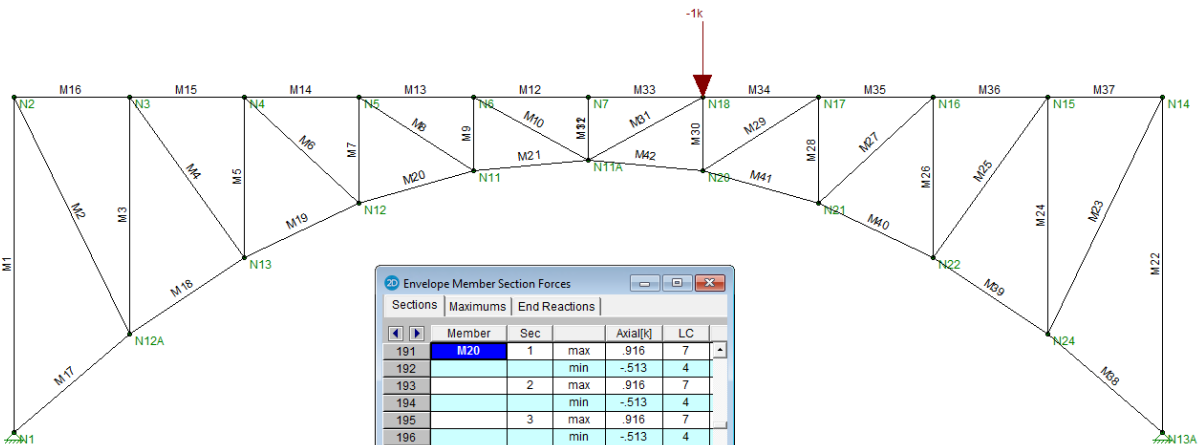 -1k
M16 M15 M14 M13 M12 M33 M34 M35 M36 M37
N2 N3 N4 N5 N6 N7 N18 N17 N16 N15 N14
M1 M2 M3 M4 M5 M6 M7 M8 M9 M10 M32 M31 M30 M29 M28 M27 M26 M25 M24 M23 M22
M17 M18 M19 M20 M21 M42 M41 M40 M39 M38
N1 N12A N13 N12 N11 N11A N20 N21 N22 N24 N13A
2D Envelope Member Section Forces
Sections Maximums End Reactions
Member Sec Axial[k] LC
191 M20 1 max .916 7
192 min -.513 4
193 2 max .916 7
194 min -.513 4
195 3 max .916 7
196 min -.513 4